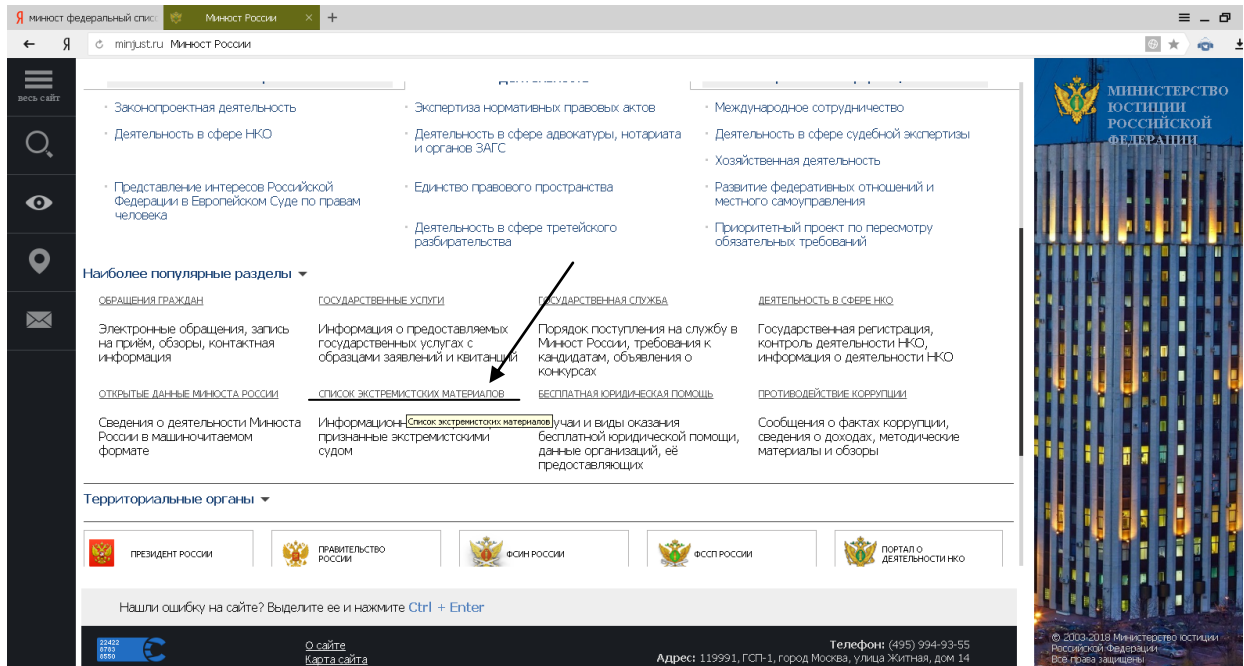 минюст федеральный спис
Минюст России
minjust.ru Минюст России
весь сайт
Законопроектная деятельность
Экспертиза нормативных правовых актов
Международное сотрудничество
Деятельность в сфере НКО
Деятельность в сфере адвокатуры, нотариата
и органов ЗАГС
Деятельность в сфере судебной экспертизы
Хозяйственная деятельность
Представление интересов Российской
Федерации в Европейском Суде по правам
человека
Единство правового пространства
Развитие федеративных отношений и
местного самоуправления
Деятельность в сфере третейского
разбирательства
Приоритетный проект по пересмотру
обязательных требований
Наиболее популярные разделы
ОБРАЩЕНИЯ ГРАЖДАН
Электронные обращения, запись
на приём, обзоры, контактная
информация
ГОСУДАРСТВЕННЫЕ УСЛУГИ
Информация о предоставляемых
государственных услугах с
образцами заявлений и квитанций
ГОСУДАРСТВЕННАЯ СЛУЖБА
Порядок поступления на службу в
Минюст России, требования к
кандидатам, объявления о
конкурсах
ДЕЯТЕЛЬНОСТЬ В СФЕРЕ НКО
Государственная регистрация,
контроль деятельности НКО,
информация о деятельности НКО
ОТКРЫТЫЕ ДАННЫЕ МИНЮСТА РОССИИ
Сведения о деятельности Минюста
России в машиночитаемом
формате
СПИСОК ЭКСТРЕМИСТСКИХ МАТЕРИАЛОВ
Список экстремистских материалов
признанные экстремистскими
судом
БЕСПЛАТНАЯ ЮРИДИЧЕСКАЯ ПОМОЩЬ
и виды оказания
бесплатной юридической помощи,
данные организаций, её
предоставляющих
ПРОТИВОДЕЙСТВИЕ КОРРУПЦИИ
Сообщения о фактах коррупции,
сведения о доходах, методические
материалы и обзоры
Территориальные органы
ПРЕЗИДЕНТ РОССИИ
ПРАВИТЕЛЬСТВО
РОССИИ
ФСИН РОССИИ
ФССП РОССИИ
ПОРТАЛ О
ДЕЯТЕЛЬНОСТИ НКО
Нашли ошибку на сайте? Выделите ее и нажмите Ctrl + Enter
22422
6783
6550
О сайте
Карта сайта
Телефон: (495) 994-93-55
Адрес: 119991, ГСП-1, город Москва, улица Житная, дом 14
МИНИСТЕРСТВО
ЮСТИЦИИ
РОССИЙСКОЙ
ФЕДЕРАЦИИ
© 2003-2018 Министерство юстиции
Российской Федерации
Все права защищены